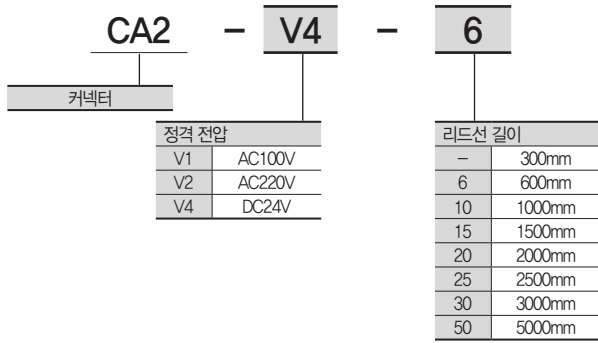 CA2 – V4 – 6
커넥터
정격 전압
V1 AC100V
V2 AC220V
V4 DC24V
리드선 길이
– 300mm
6 600mm
10 1000mm
15 1500mm
20 2000mm
25 2500mm
30 3000mm
50 5000mm